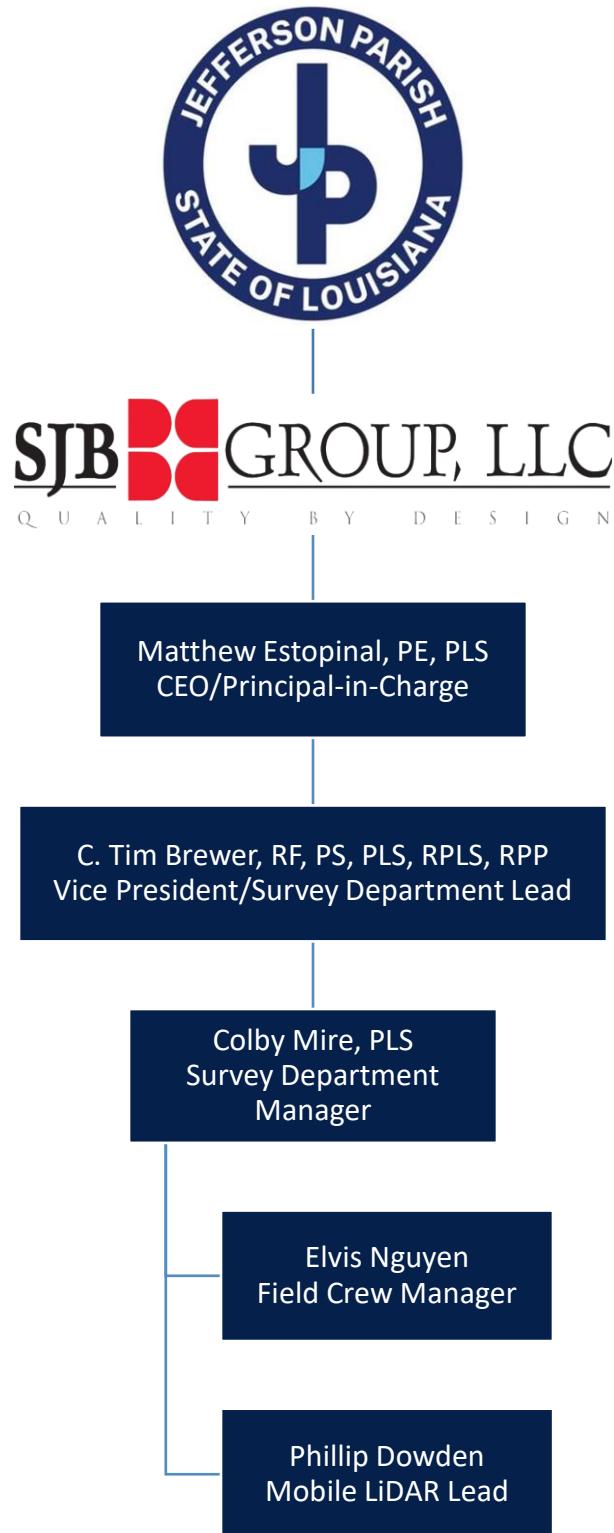 JEFFERSON PARISH
JP
STATE OF LOUISIANA
SJB GROUP, LLC
QUALITY BY DESIGN
Matthew Estopinal, PE, PLS
CEO/Principal-in-Charge
C. Tim Brewer, RF, PS, PLS, RPLS, RPP
Vice President/Survey Department Lead
Colby Mire, PLS
Survey Department
Manager
Elvis Nguyen
Field Crew Manager
Phillip Dowden
Mobile LiDAR Lead